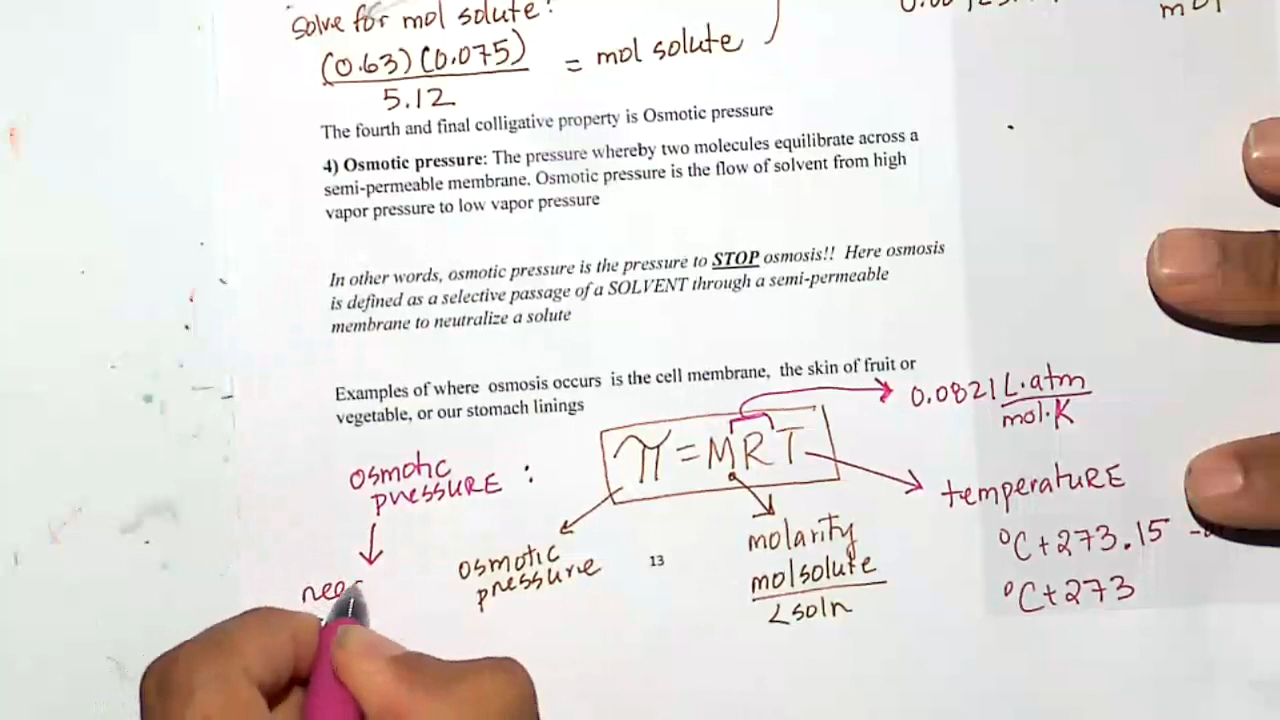 Solve for mol solute:
(0.63)(0.075)
5.12
= mol solute
The fourth and final colligative property is Osmotic pressure
4) Osmotic pressure: The pressure whereby two molecules equilibrate across a
semi-permeable membrane. Osmotic pressure is the flow of solvent from high
vapor pressure to low vapor pressure
In other words, osmotic pressure is the pressure to STOP osmosis!! Here osmosis
is defined as a selective passage of a SOLVENT through a semi-permeable
membrane to neutralize a solute
Examples of where osmosis occurs is the cell membrane, the skin of fruit or
vegetable, or our stomach linings
0.0821 L·atm
mol·K
osmotic
pressure :
π = MRT
temperature
°C + 273.15
°C + 273
osmotic
pressure
13
molarity
mol solute
L soln